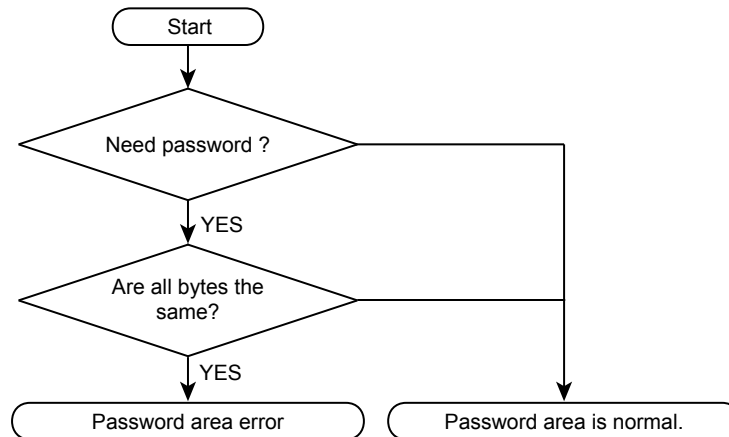 Start
Need password ?
YES
Are all bytes the
same?
YES
Password area error
Password area is normal.